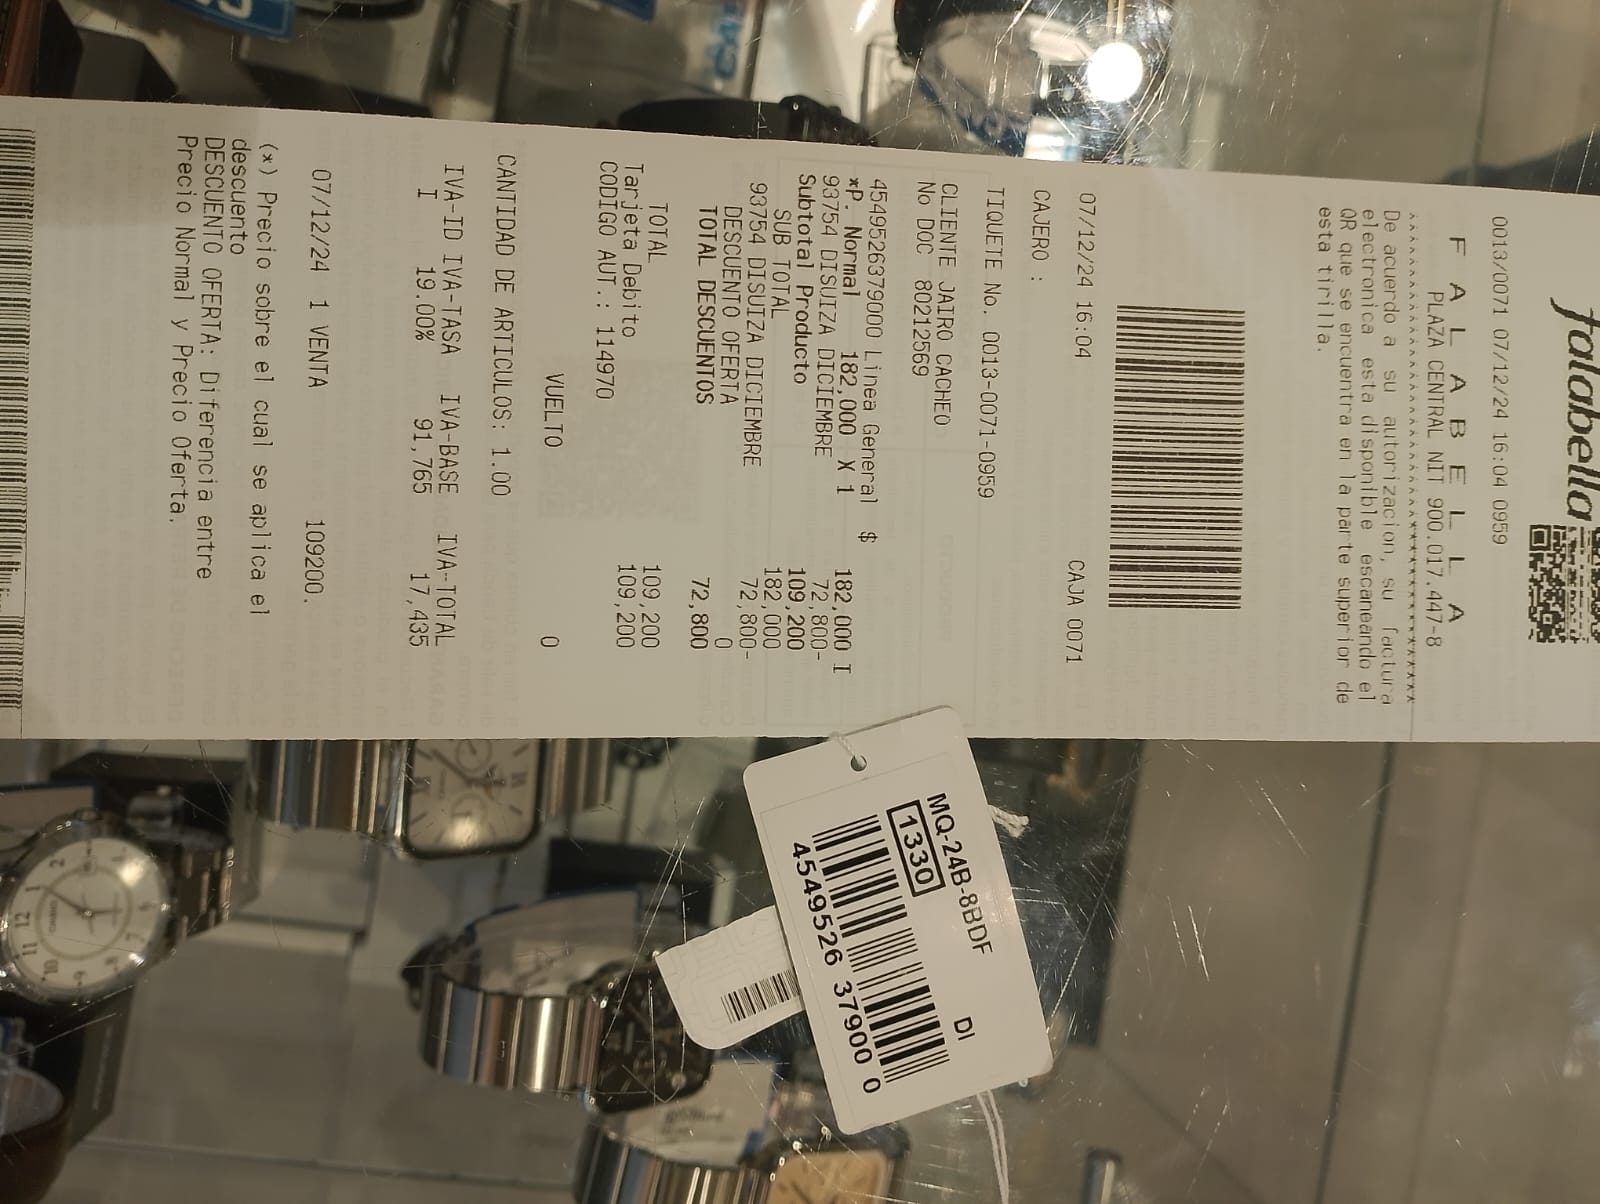 falabella
0013/0071 07/12/24 16:04 0959
F A L A B E L L A
PLAZA CENTRAL NIT 900.017.447-8
De acuerdo a su autorizacion, su factura
electronica esta disponible escaneando el
QR que se encuentra en la parte superior de
esta tirilla.
07/12/24 16:04 CAJA 0071
CAJERO :
TIQUETE No. 0013-0071-0959
CLIENTE JAIRO CACHEO
No DOC 80212569
4549526379000 Linea General $ 182,000 I
*P. Normal 182,000 X 1
93754 DISUIZA DICIEMBRE 72,800-
Subtotal Producto 109,200
SUB TOTAL 182,000
93754 DISUIZA DICIEMBRE 72,800-
DESCUENTO OFERTA 0
TOTAL DESCUENTOS 72,800
TOTAL 109,200
Tarjeta Debito 109,200
CODIGO AUT.: 114970
VUELTO 0
CANTIDAD DE ARTICULOS: 1.00
IVA-ID IVA-TASA IVA-BASE IVA-TOTAL
I 19.00% 91,765 17,435
07/12/24 1 VENTA 109200.
(*) Precio sobre el cual se aplica el
descuento
DESCUENTO OFERTA: Diferencia entre
Precio Normal y Precio Oferta.
MQ-24B-8BDF DI
1330
4549526 37900 0